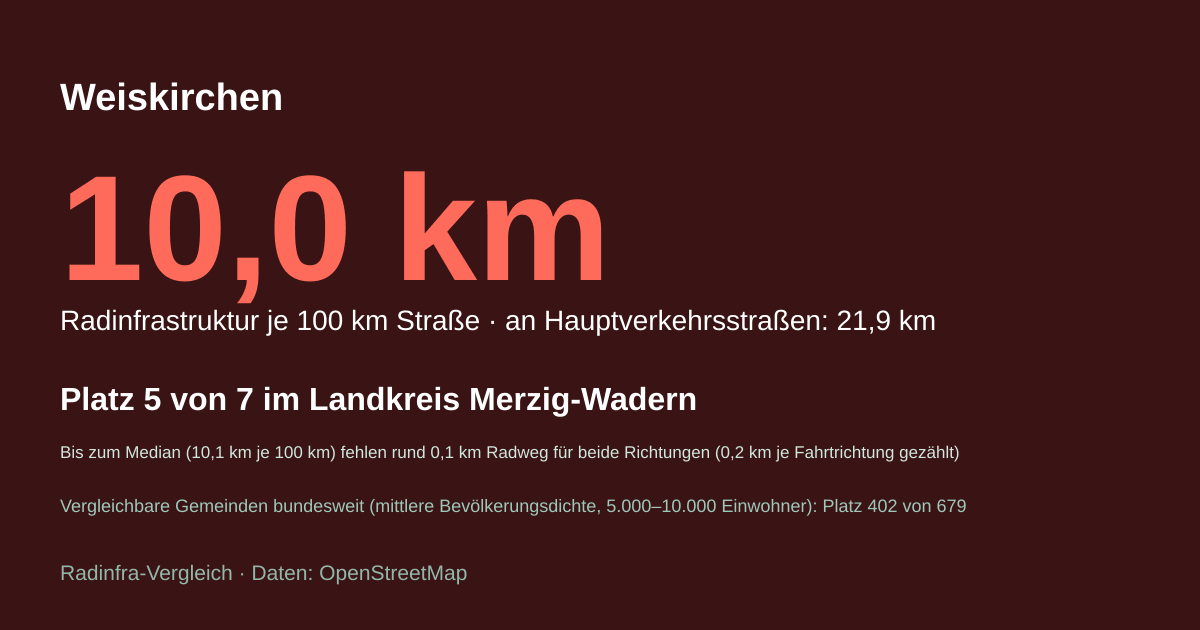 Weiskirchen
10,0 km
Radinfrastruktur je 100 km Straße · an Hauptverkehrsstraßen: 21,9 km
Platz 5 von 7 im Landkreis Merzig-Wadern
Bis zum Median (10,1 km je 100 km) fehlen rund 0,1 km Radweg für beide Richtungen (0,2 km je Fahrtrichtung gezählt)
Vergleichbare Gemeinden bundesweit (mittlere Bevölkerungsdichte, 5.000–10.000 Einwohner): Platz 402 von 679
Radinfra-Vergleich · Daten: OpenStreetMap